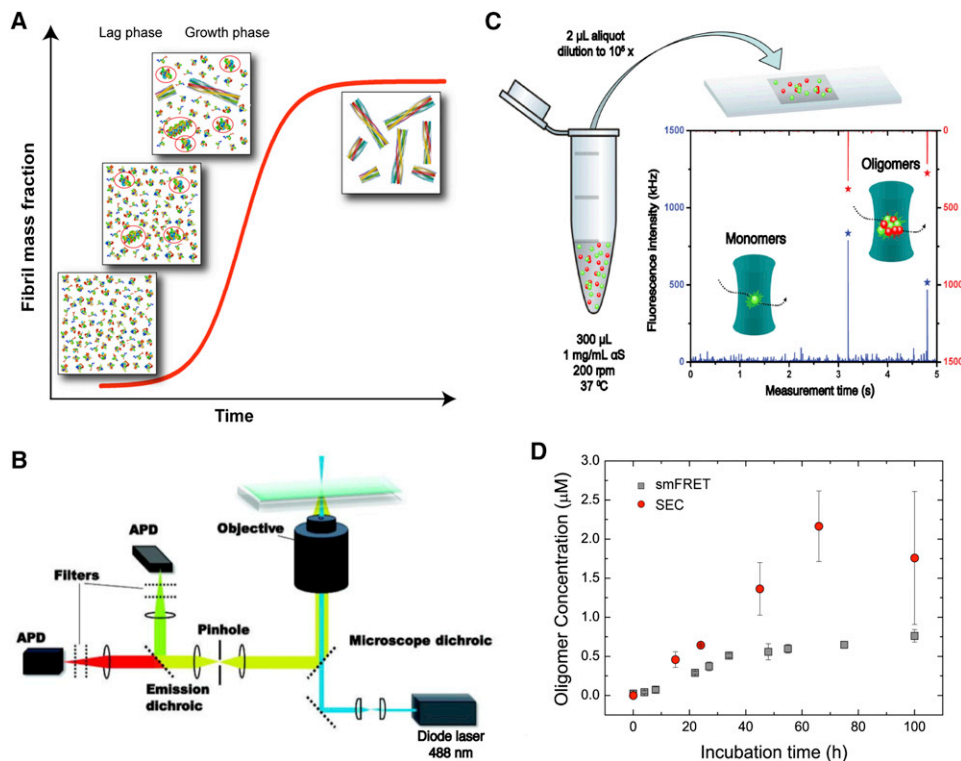 A
Lag phase
Growth phase
Fibril mass fraction
Time
B
APD
Filters
APD
Pinhole
Objective
Microscope dichroic
Emission
dichroic
Diode laser
488 nm
C
2 µL aliquot
dilution to 10⁵ x
300 µL
1 mg/mL αS
200 rpm
37 ºC
Fluorescence intensity (kHz)
1500
1000
500
0
0
500
1000
1500
Monomers
Oligomers
0.0
1
2
3
4
5
Measurement time (s)
D
Oligomer Concentration (µM)
3.0
2.5
2.0
1.5
1.0
0.5
0.0
smFRET
SEC
0
20
40
60
80
100
Incubation time (h)